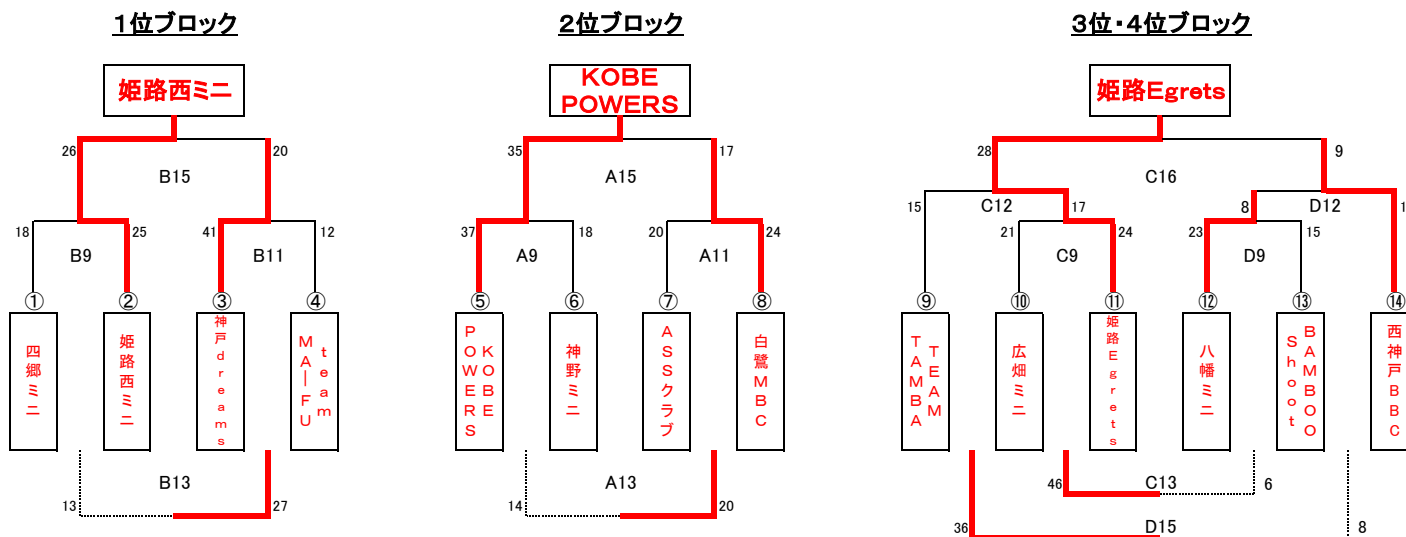 １位ブロック
２位ブロック
３位・４位ブロック
姫路西ミニ
KOBE
POWERS
姫路Egrets
26
20
35
17
28
9
B15
A15
C16
15
C12
17
8
D12
18
25
41
12
37
18
20
24
21
24
23
15
B9
B11
A9
A11
C9
D9
①
②
③
④
⑤
⑥
⑦
⑧
⑨
⑩
⑪
⑫
⑬
⑭
四郷ミニ
姫路西ミニ
神戸dreams
team
MA―FU
KOBE
POWERS
神野ミニ
ASSクラブ
白鷺MBC
TEAM
TAMBA
広畑ミニ
姫路Egrets
八幡ミニ
BAMBOO
Shoot
西神戸BBC
B13
A13
C13
13
27
14
20
46
6
D15
36
8